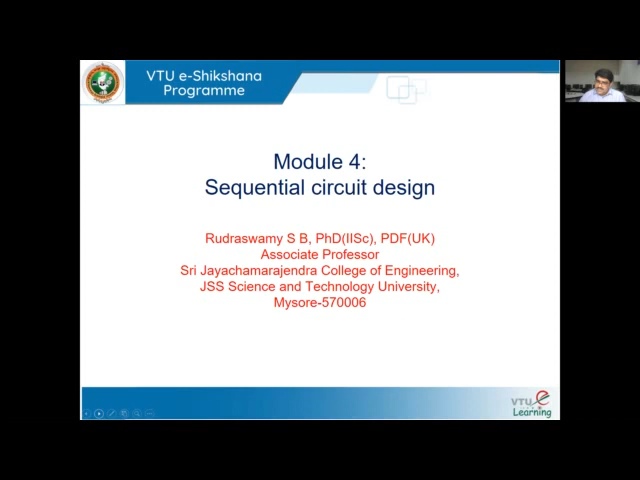 VTU e-Shikshana
Programme
Module 4:
Sequential circuit design
Rudraswamy S B, PhD(IISc), PDF(UK)
Associate Professor
Sri Jayachamarajendra College of Engineering,
JSS Science and Technology University,
Mysore-570006
VTU e
Learning